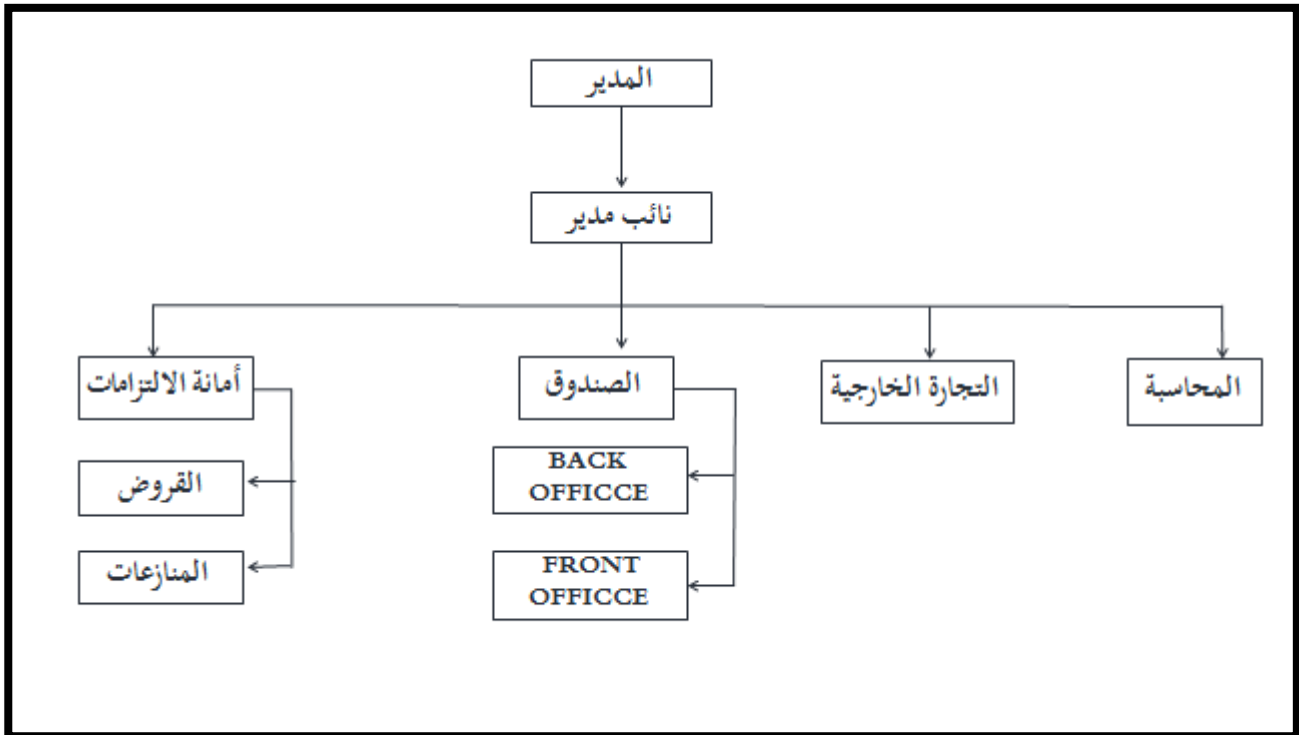 المدير
نائب مدير
المحاسبة
التجارة الخارجية
الصندوق
أمانة الالتزامات
BACK
OFFICCE
القروض
FRONT
OFFICCE
المنازعات